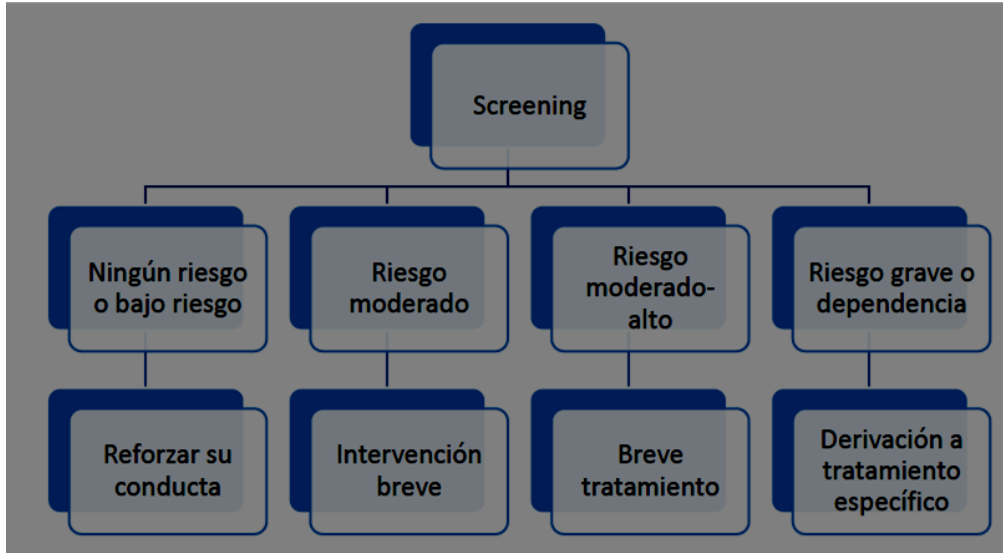 Screening
Ningún riesgo
o bajo riesgo
Riesgo
moderado
Riesgo
moderado-
alto
Riesgo grave o
dependencia
Reforzar su
conducta
Intervención
breve
Breve
tratamiento
Derivación a
tratamiento
específico